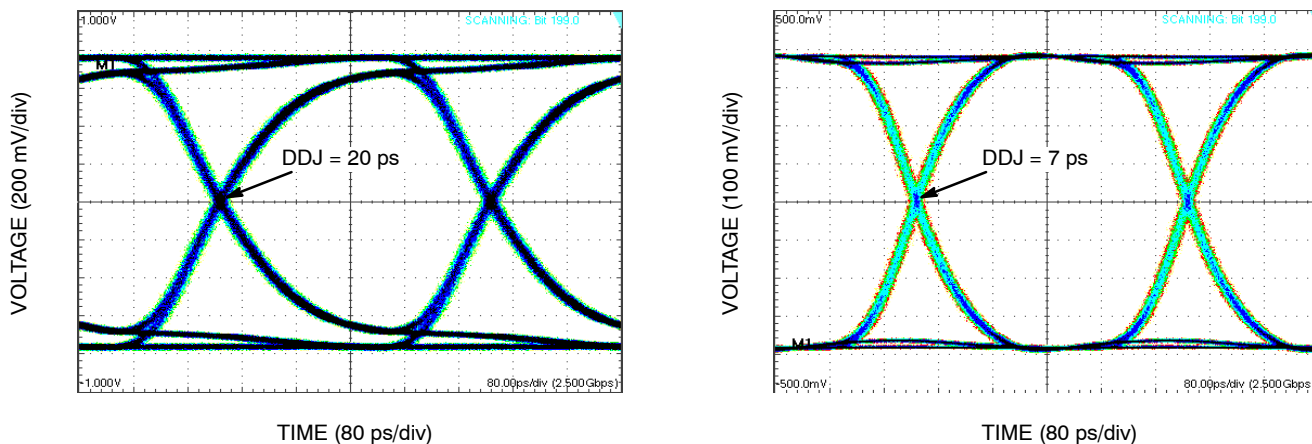 1.000V
SCANNING: Bit 199.0
M1
DDJ = 20 ps
VOLTAGE (200 mV/div)
-1.000V
80.00ps/div (2.500Gbps)
TIME (80 ps/div)
500.0mV
SCANNING: Bit 199.0
DDJ = 7 ps
VOLTAGE (100 mV/div)
M1
-500.0mV
80.00ps/div (2.500Gbps)
TIME (80 ps/div)